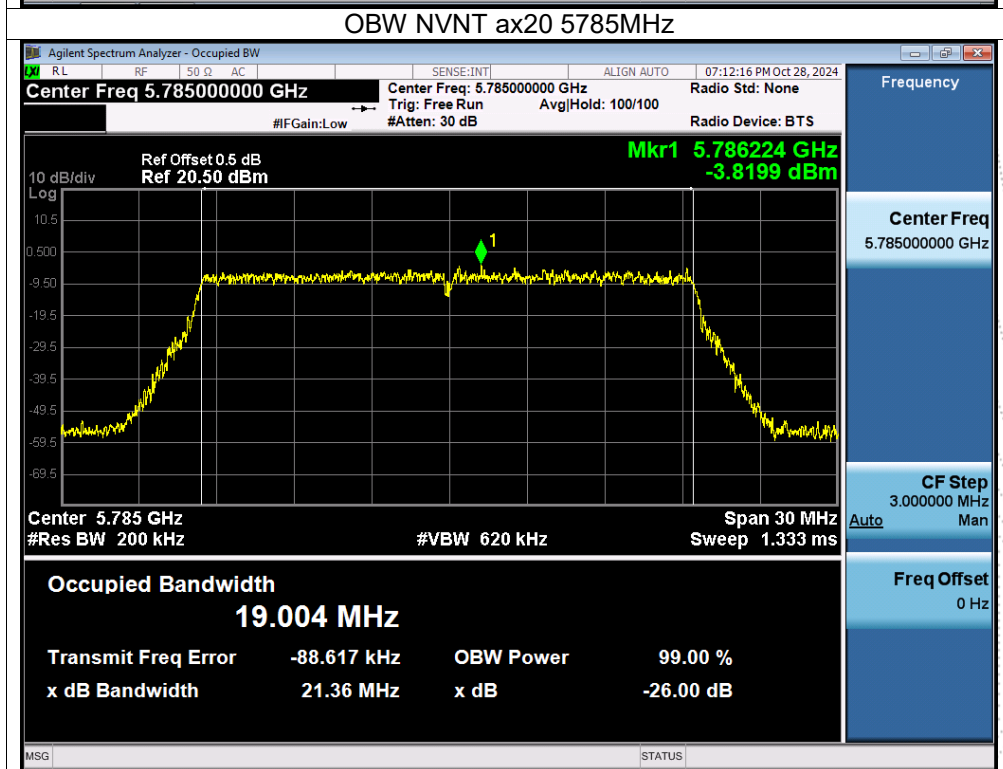 OBW NVNT ax20 5785MHz
Agilent Spectrum Analyzer - Occupied BW
LXI RL RF 50 Ω AC SENSE:INT ALIGN AUTO 07:12:16 PM Oct 28, 2024
Center Freq 5.785000000 GHz
Center Freq: 5.785000000 GHz Radio Std: None
Trig: Free Run Avg|Hold: 100/100
#IFGain:Low #Atten: 30 dB Radio Device: BTS
Frequency
Mkr1 5.786224 GHz
-3.8199 dBm
Ref Offset 0.5 dB
10 dB/div Ref 20.50 dBm
Log
10.5
0.500
-9.50
-19.5
-29.5
-39.5
-49.5
-59.5
-69.5
1
Center 5.785 GHz Span 30 MHz
#Res BW 200 kHz #VBW 620 kHz Sweep 1.333 ms
Center Freq
5.785000000 GHz
CF Step
3.000000 MHz
Auto Man
Freq Offset
0 Hz
Occupied Bandwidth
19.004 MHz
Transmit Freq Error -88.617 kHz OBW Power 99.00 %
x dB Bandwidth 21.36 MHz x dB -26.00 dB
MSG STATUS